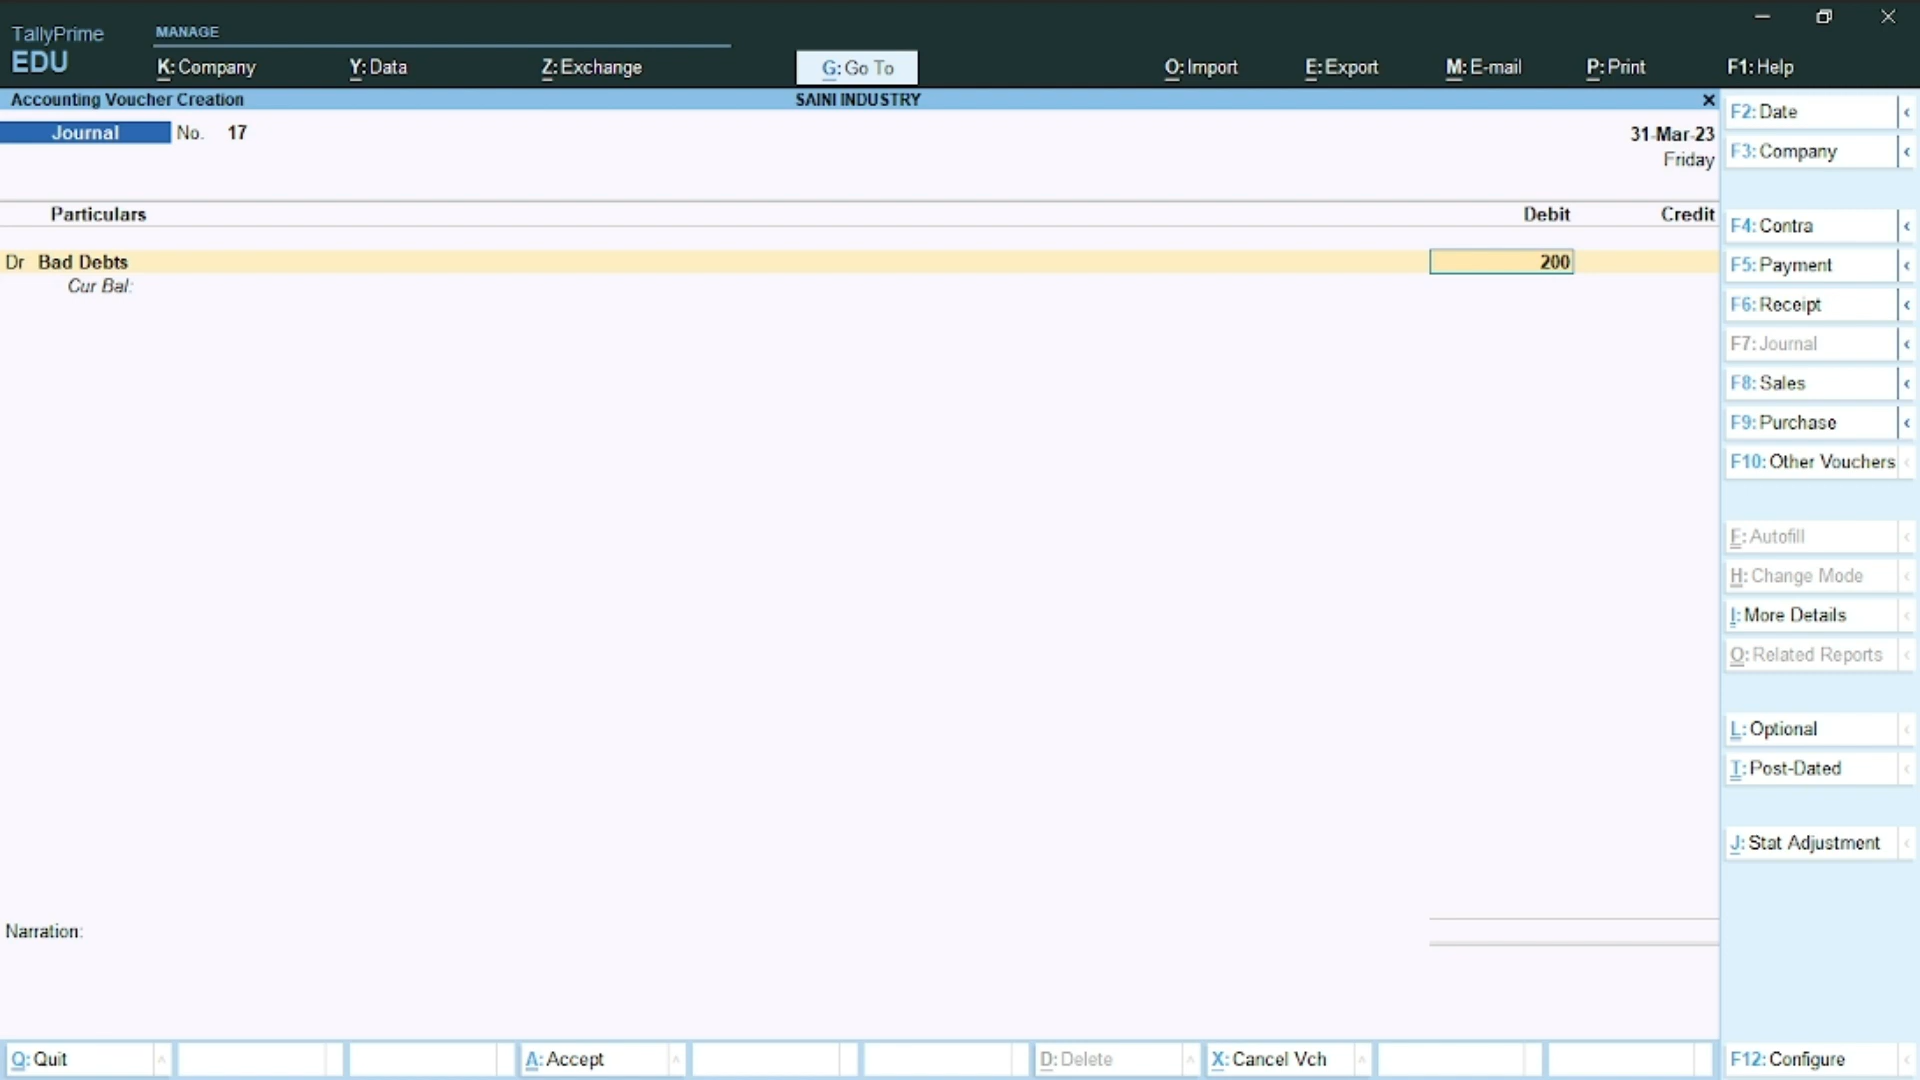 TallyPrime
EDU
MANAGE
K: Company
Y: Data
Z: Exchange
G: Go To
O: Import
E: Export
M: E-mail
P: Print
F1: Help
Accounting Voucher Creation
SAINI INDUSTRY
Journal No. 17
31-Mar-23
Friday
Particulars Debit Credit
Dr Bad Debts 200
Cur Bal:
Narration:
F2: Date
F3: Company
F4: Contra
F5: Payment
F6: Receipt
F7: Journal
F8: Sales
F9: Purchase
F10: Other Vouchers
F: Autofill
H: Change Mode
I: More Details
O: Related Reports
L: Optional
T: Post-Dated
J: Stat Adjustment
Q: Quit
A: Accept
D: Delete
X: Cancel Vch
F12: Configure